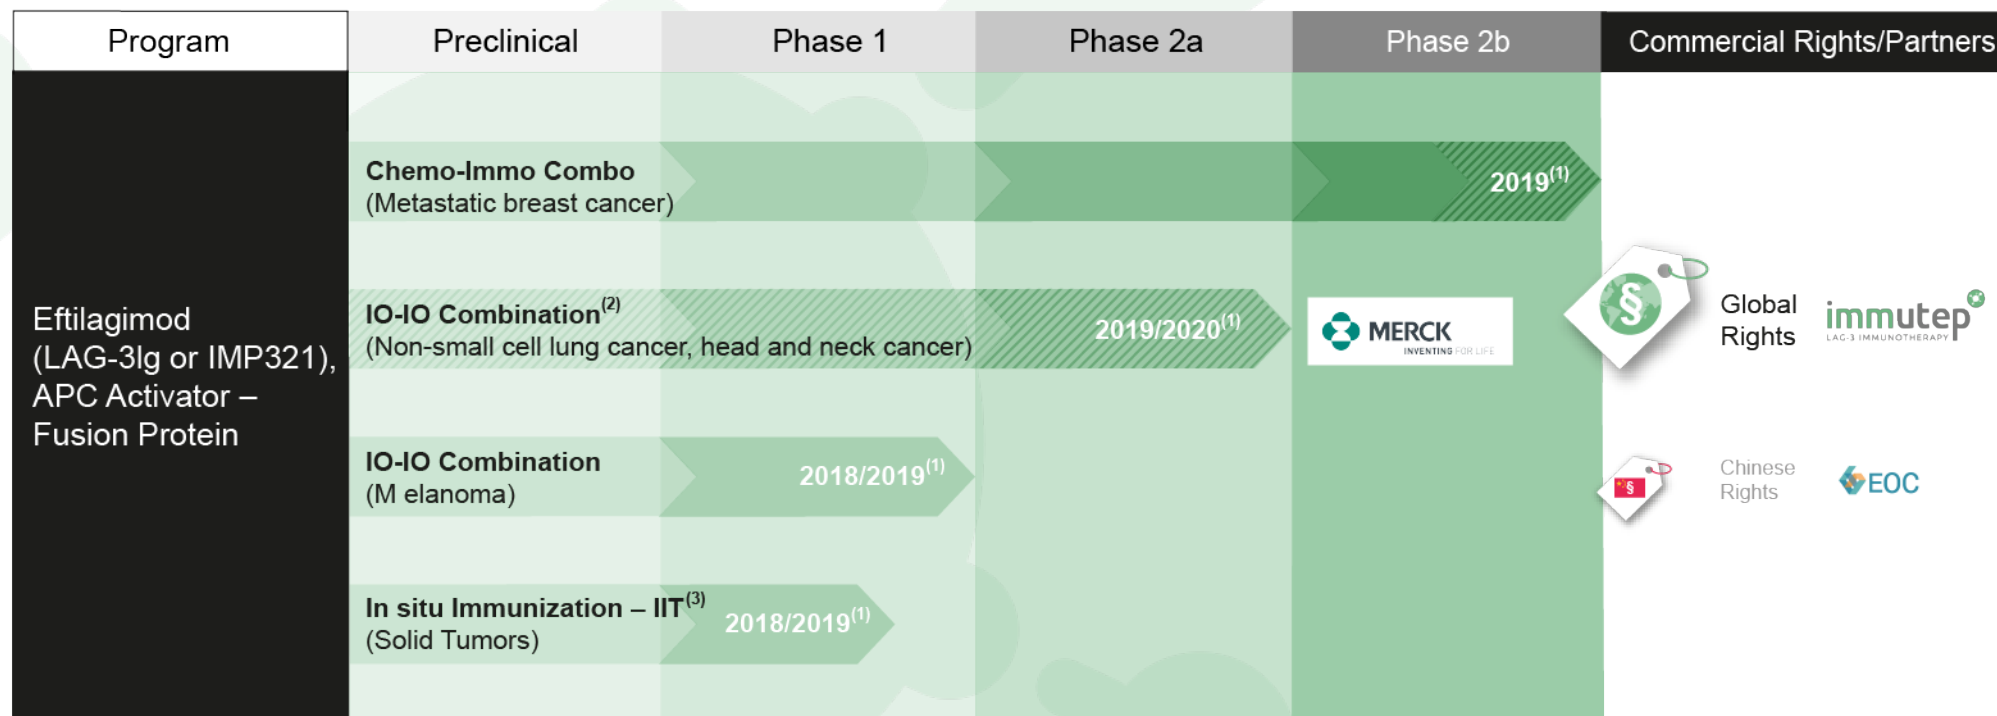 Program
Preclinical
Phase 1
Phase 2a
Phase 2b
Commercial Rights/Partners
Eftilagimod
(LAG-3Ig or IMP321),
APC Activator –
Fusion Protein
Chemo-Immo Combo
(Metastatic breast cancer)
2019(1)
IO-IO Combination(2)
(Non-small cell lung cancer, head and neck cancer)
2019/2020(1)
MERCK
INVENTING FOR LIFE
§
Global
Rights
immutep
LAG-3 IMMUNOTHERAPY
IO-IO Combination
(M elanoma)
2018/2019(1)
§
Chinese
Rights
EOC
In situ Immunization – IIT(3)
(Solid Tumors)
2018/2019(1)